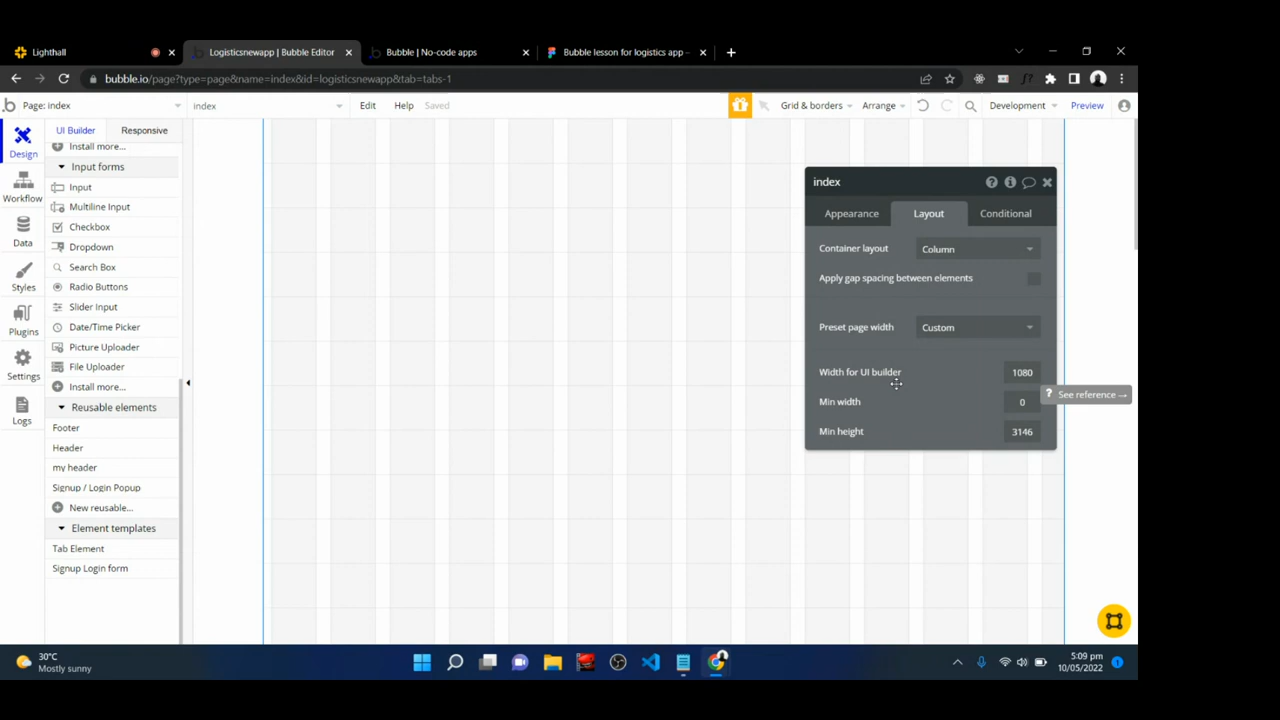 Lighthall
Logisticsnewapp | Bubble Editor
Bubble | No-code apps
Bubble lesson for logistics app –
bubble.io/page?type=page&name=index&id=logisticsnewapp&tab=tabs-1
Page: index
index
Edit
Help
Saved
Grid & borders
Arrange
Development
Preview
Design
Workflow
Data
Styles
Plugins
Settings
Logs
UI Builder
Responsive
Install more...
Input forms
Input
Multiline Input
Checkbox
Dropdown
Search Box
Radio Buttons
Slider Input
Date/Time Picker
Picture Uploader
File Uploader
Install more...
Reusable elements
Footer
Header
my header
Signup / Login Popup
New reusable...
Element templates
Tab Element
Signup Login form
index
Appearance
Layout
Conditional
Container layout
Column
Apply gap spacing between elements
Preset page width
Custom
Width for UI builder
1080
Min width
0
Min height
3146
? See reference →
30°C
Mostly sunny
5:09 pm
10/05/2022
1